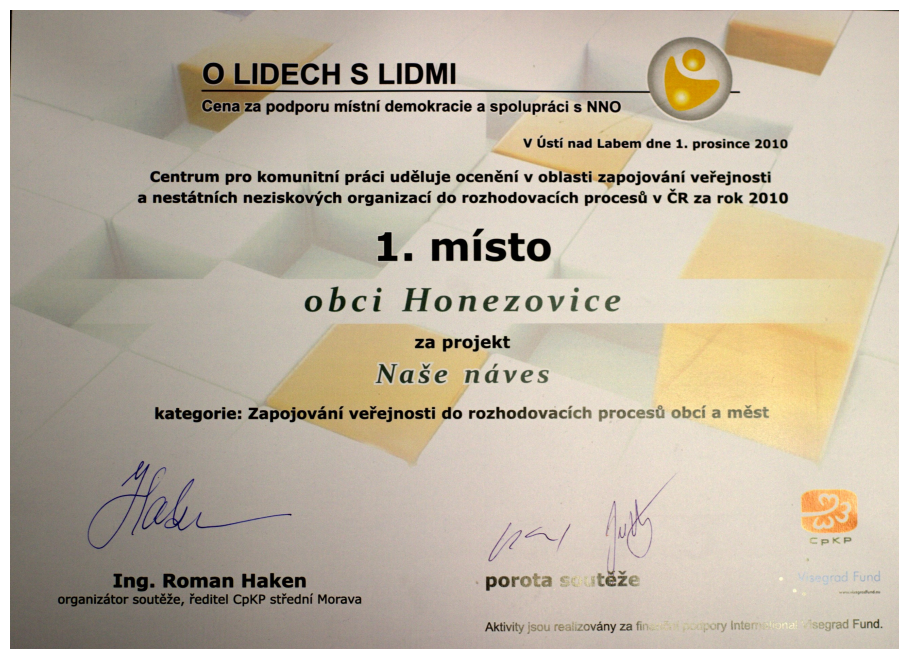 O LIDECH S LIDMI
Cena za podporu místní demokracie a spolupráci s NNO
V Ústí nad Labem dne 1. prosince 2010
Centrum pro komunitní práci uděluje ocenění v oblasti zapojování veřejnosti
a nestátních neziskových organizací do rozhodovacích procesů v ČR za rok 2010
1. místo
obci Honezovice
za projekt
Naše náves
kategorie: Zapojování veřejnosti do rozhodovacích procesů obcí a měst
CpKP
Visegrad Fund
Ing. Roman Haken
organizátor soutěže, ředitel CpKP střední Morava
porota soutěže
Aktivity jsou realizovány za finanční podpory International Visegrad Fund.